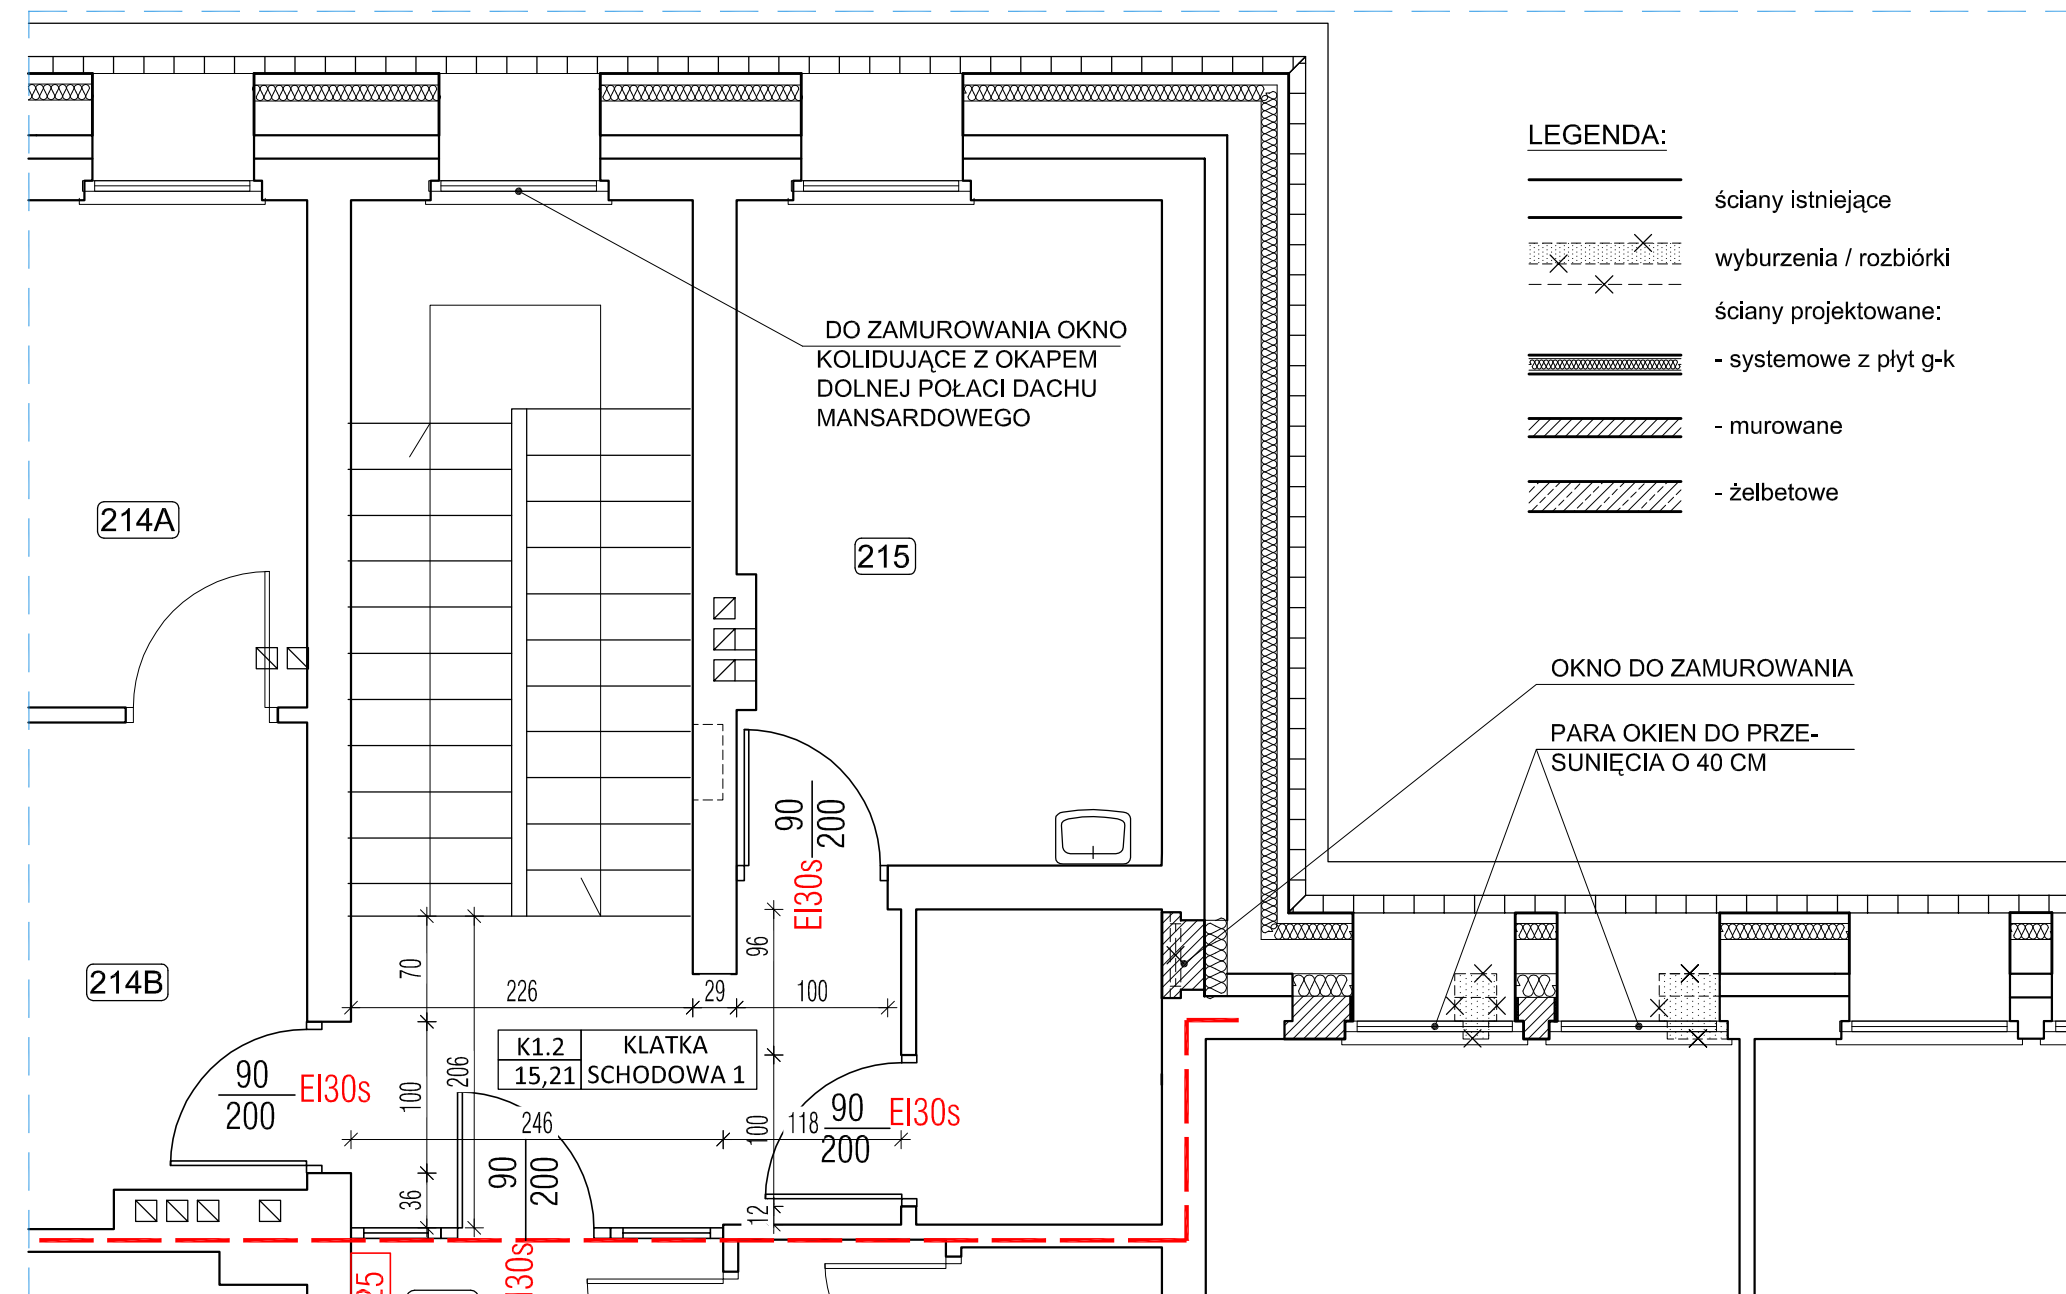 LEGENDA:
ściany istniejące
wyburzenia / rozbiórki
ściany projektowane:
- systemowe z płyt g-k
- murowane
- żelbetowe
DO ZAMUROWANIA OKNO
KOLIDUJĄCE Z OKAPEM
DOLNEJ POŁACI DACHU
MANSARDOWEGO
214A
215
OKNO DO ZAMUROWANIA
PARA OKIEN DO PRZE-
SUNIĘCIA O 40 CM
90
200
EI30s
96
70
214B
226
29
100
K1.2
KLATKA
15,21
SCHODOWA 1
206
90
200
EI30s
100
246
100
118
90
200
EI30s
90
200
36
12